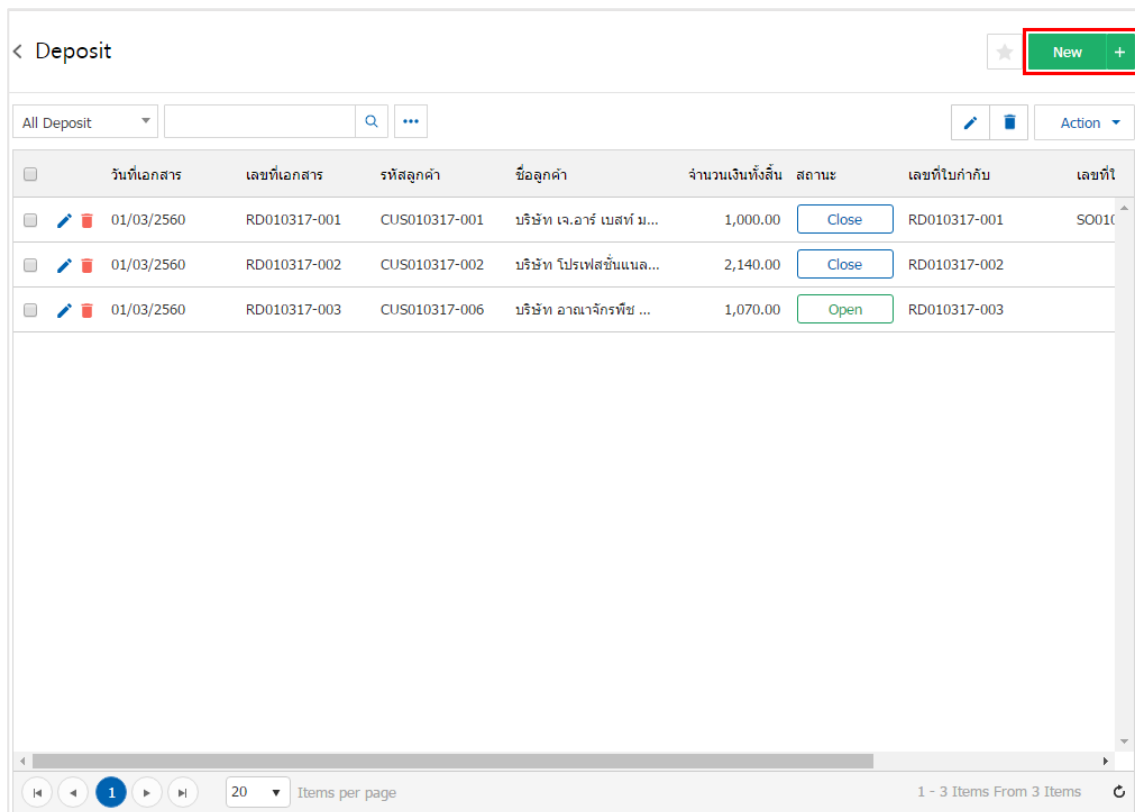 Deposit
New +
All Deposit
Action
วันที่เอกสาร เลขที่เอกสาร รหัสลูกค้า ชื่อลูกค้า จำนวนเงินทั้งสิ้น สถานะ เลขที่ใบกำกับ เลขที่ใ
01/03/2560 RD010317-001 CUS010317-001 บริษัท เจ.อาร์ เบสท์ ม... 1,000.00 Close RD010317-001 SO010
01/03/2560 RD010317-002 CUS010317-002 บริษัท โปรเฟสชั่นแนล... 2,140.00 Close RD010317-002
01/03/2560 RD010317-003 CUS010317-006 บริษัท อาณาจักรพืช ... 1,070.00 Open RD010317-003
1 20 Items per page 1 - 3 Items From 3 Items